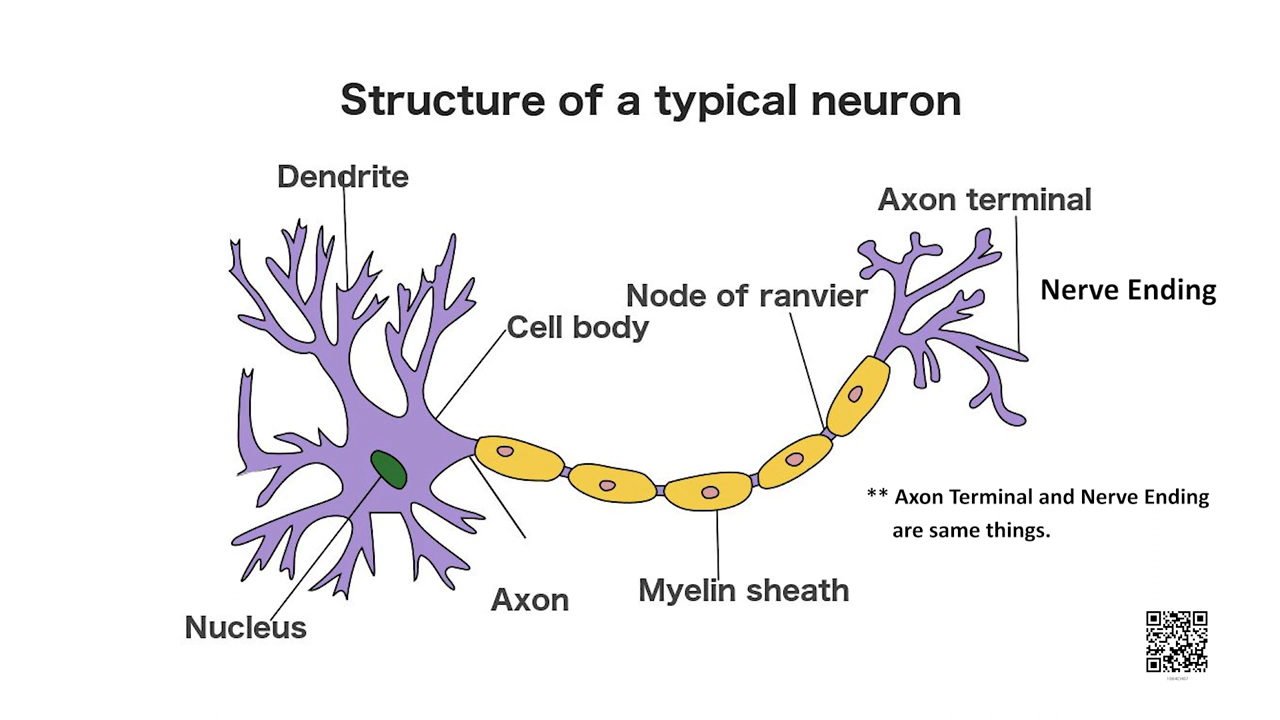 Structure of a typical neuron
Dendrite
Axon terminal
Nerve Ending
Node of ranvier
Cell body
** Axon Terminal and Nerve Ending
are same things.
Myelin sheath
Axon
Nucleus